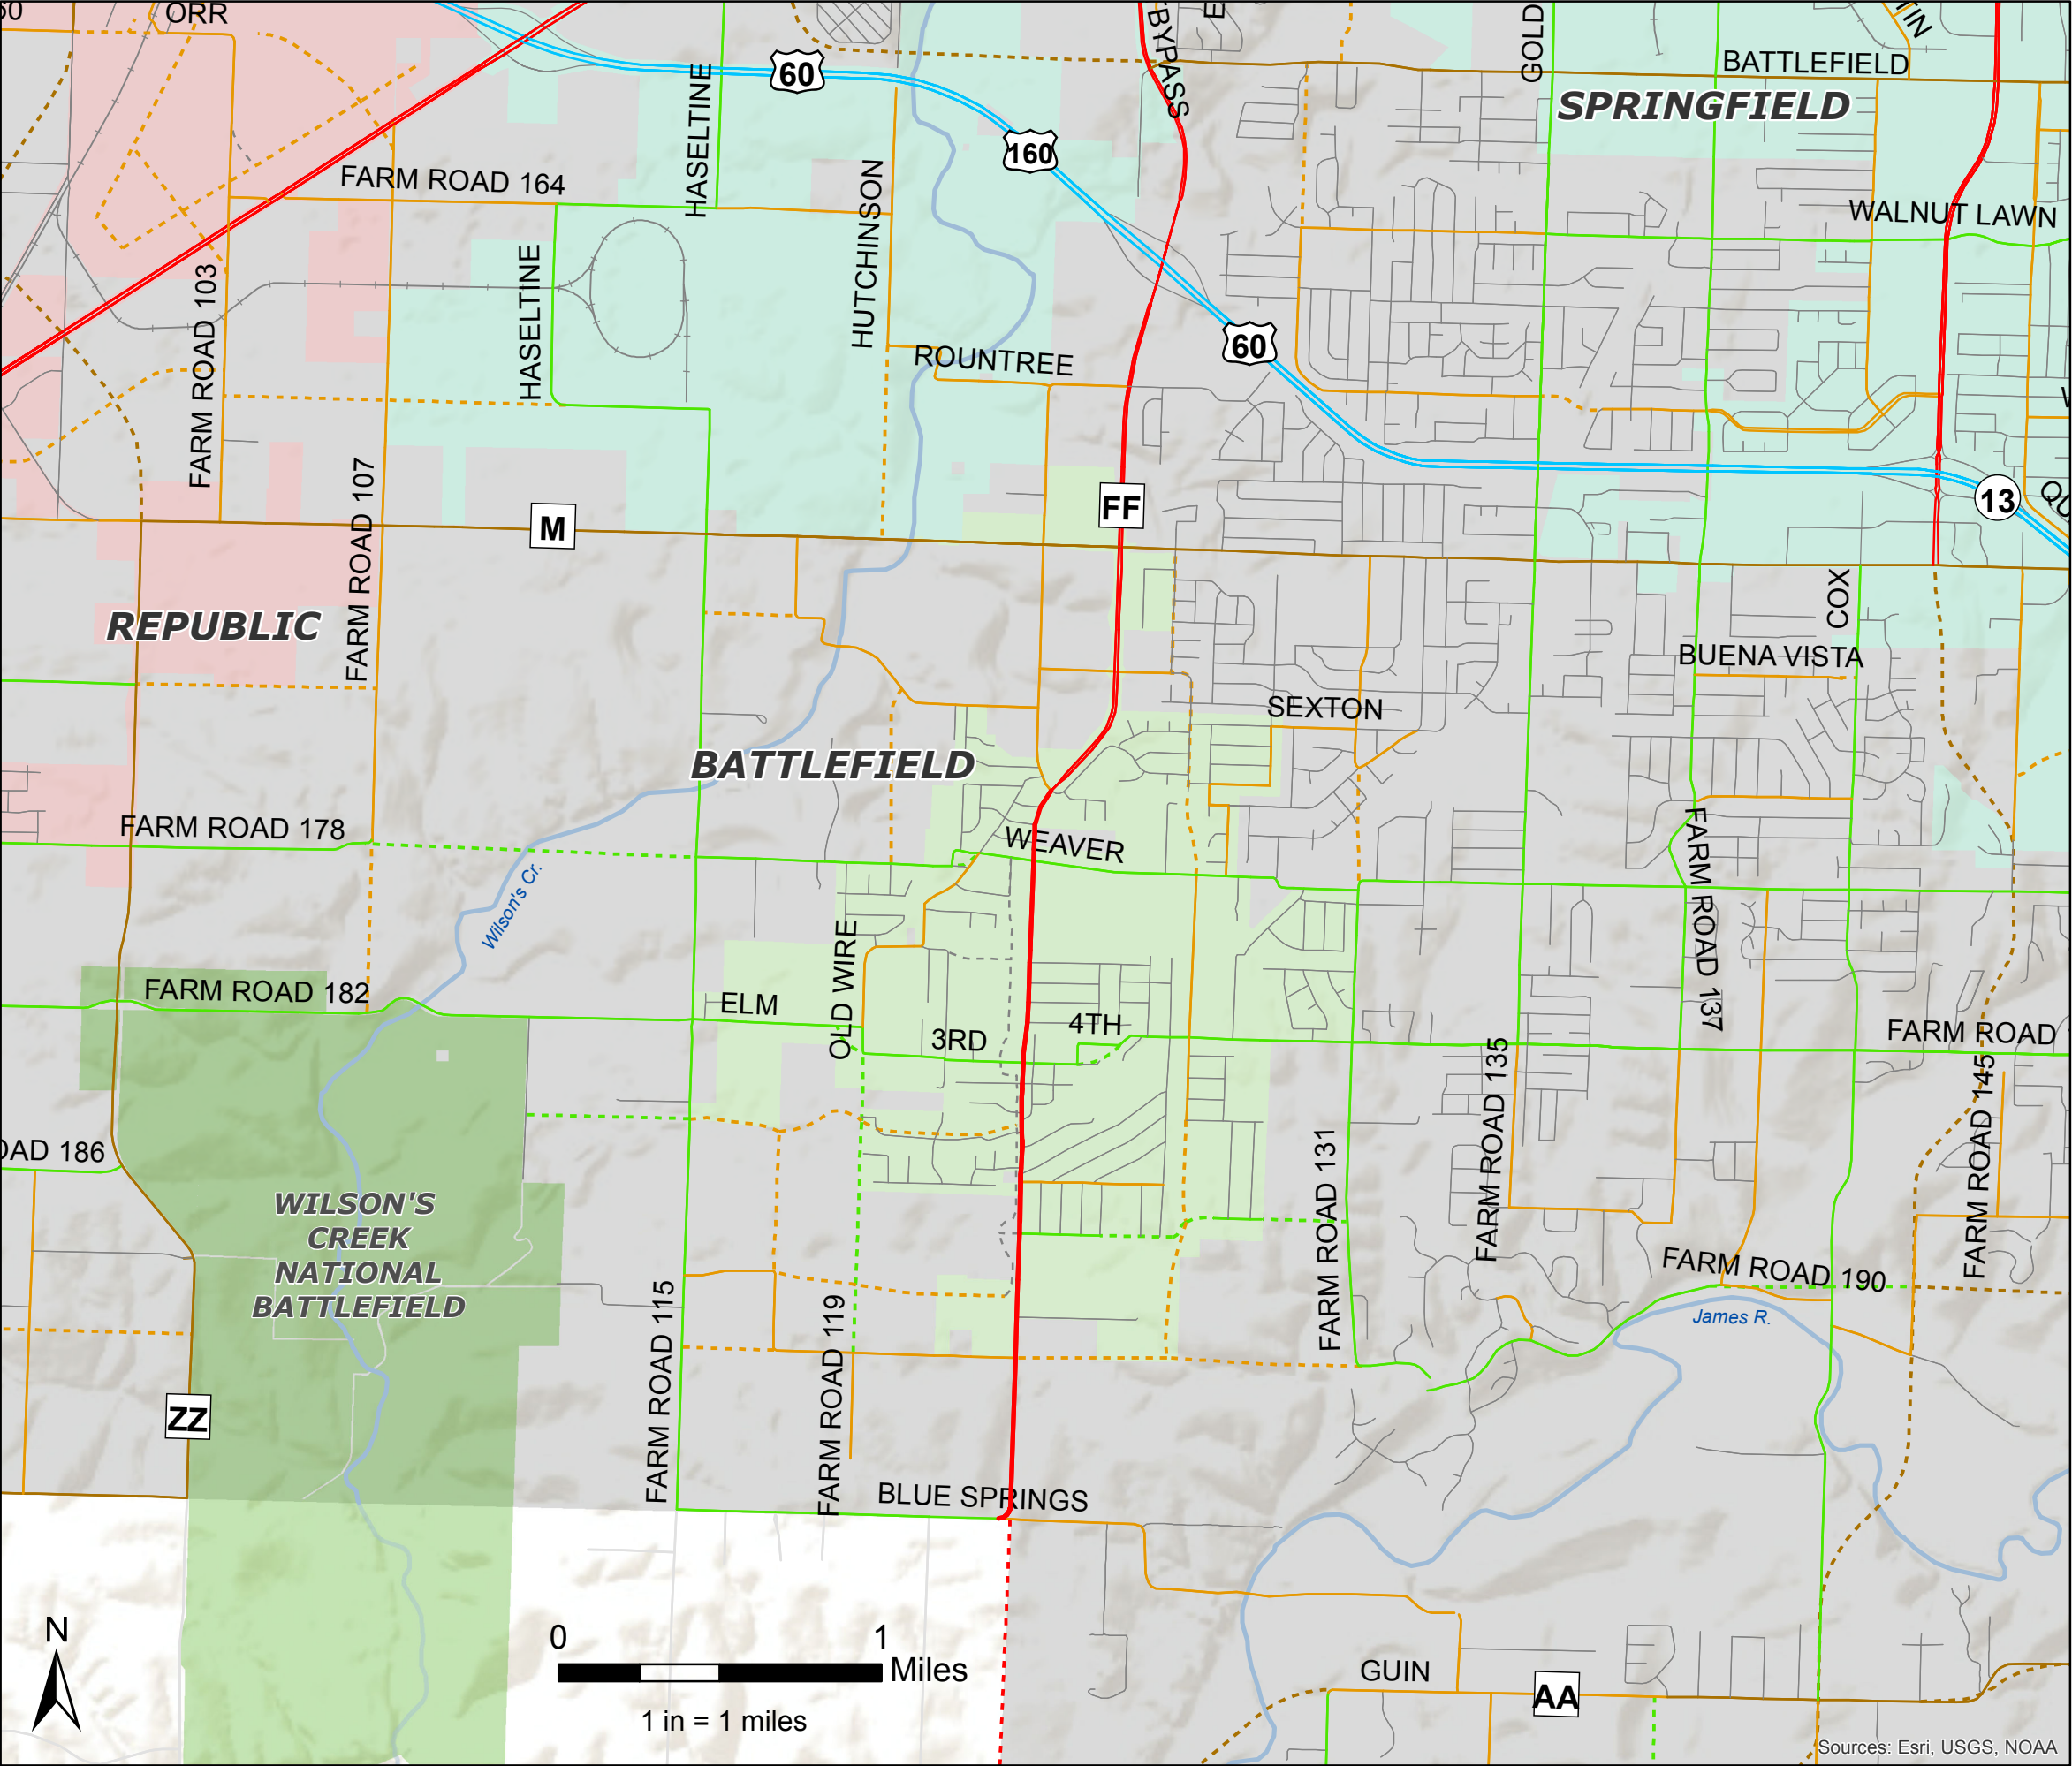 60
ORR
BYPASS
E
GOLD
TIN
BATTLEFIELD
SPRINGFIELD
60
HASELTINE
160
FARM ROAD 164
HUTCHINSON
WALNUT LAWN
FARM ROAD 103
HASELTINE
ROUNTREE
60
FARM ROAD 107
M
FF
13
QU
COX
REPUBLIC
BUENA VISTA
SEXTON
BATTLEFIELD
FARM ROAD 178
WEAVER
FARM ROAD 137
Wilson's Cr.
OLD WIRE
FARM ROAD 182
ELM
3RD
4TH
FARM ROAD
FARM ROAD 135
FARM ROAD 145
OAD 186
FARM ROAD 131
WILSON'S
CREEK
NATIONAL
BATTLEFIELD
FARM ROAD 190
James R.
FARM ROAD 115
FARM ROAD 119
ZZ
BLUE SPRINGS
N
0 1
Miles
1 in = 1 miles
GUIN
AA
Sources: Esri, USGS, NOAA